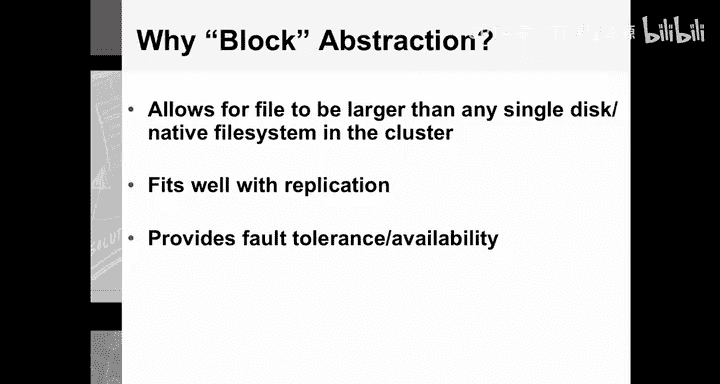 Why “Block” Abstraction?
bilibili
• Allows for file to be larger than any single disk/
native filesystem in the cluster
• Fits well with replication
• Provides fault tolerance/availability